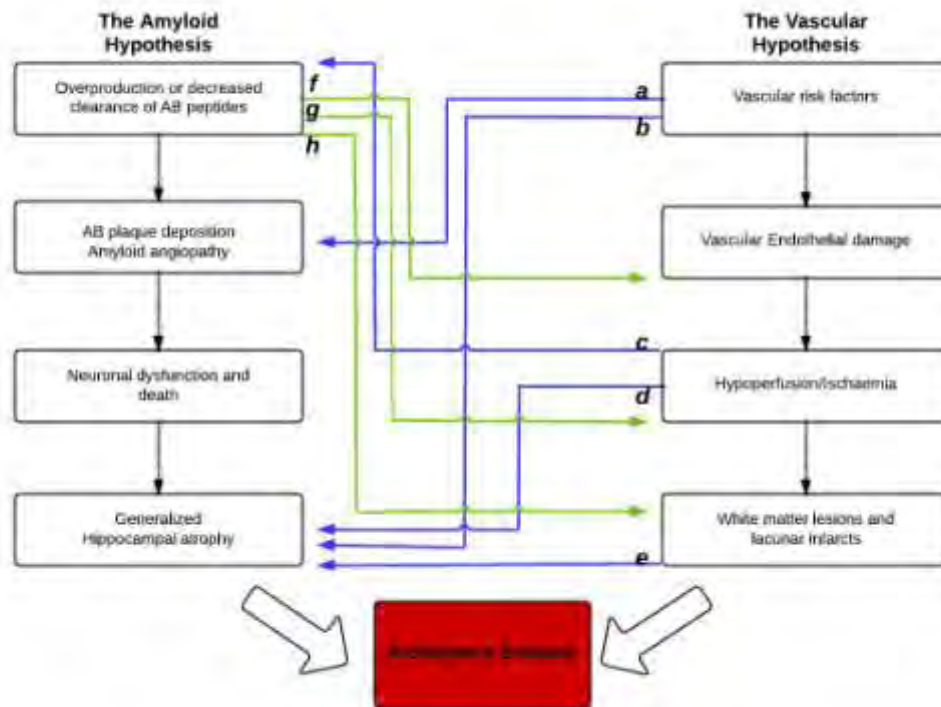 The Amyloid
Hypothesis
The Vascular
Hypothesis
Overproduction or decreased
clearance of AB peptides
Vascular risk factors
f
g
h
a
b
AB plaque deposition
Amyloid angiopathy
Vascular Endothelial damage
Neuronal dysfunction and
death
c
d
Hypoperfusion/Ischaemia
Generalized
Hippocampal atrophy
White matter lesions and
lacunar infarcts
e